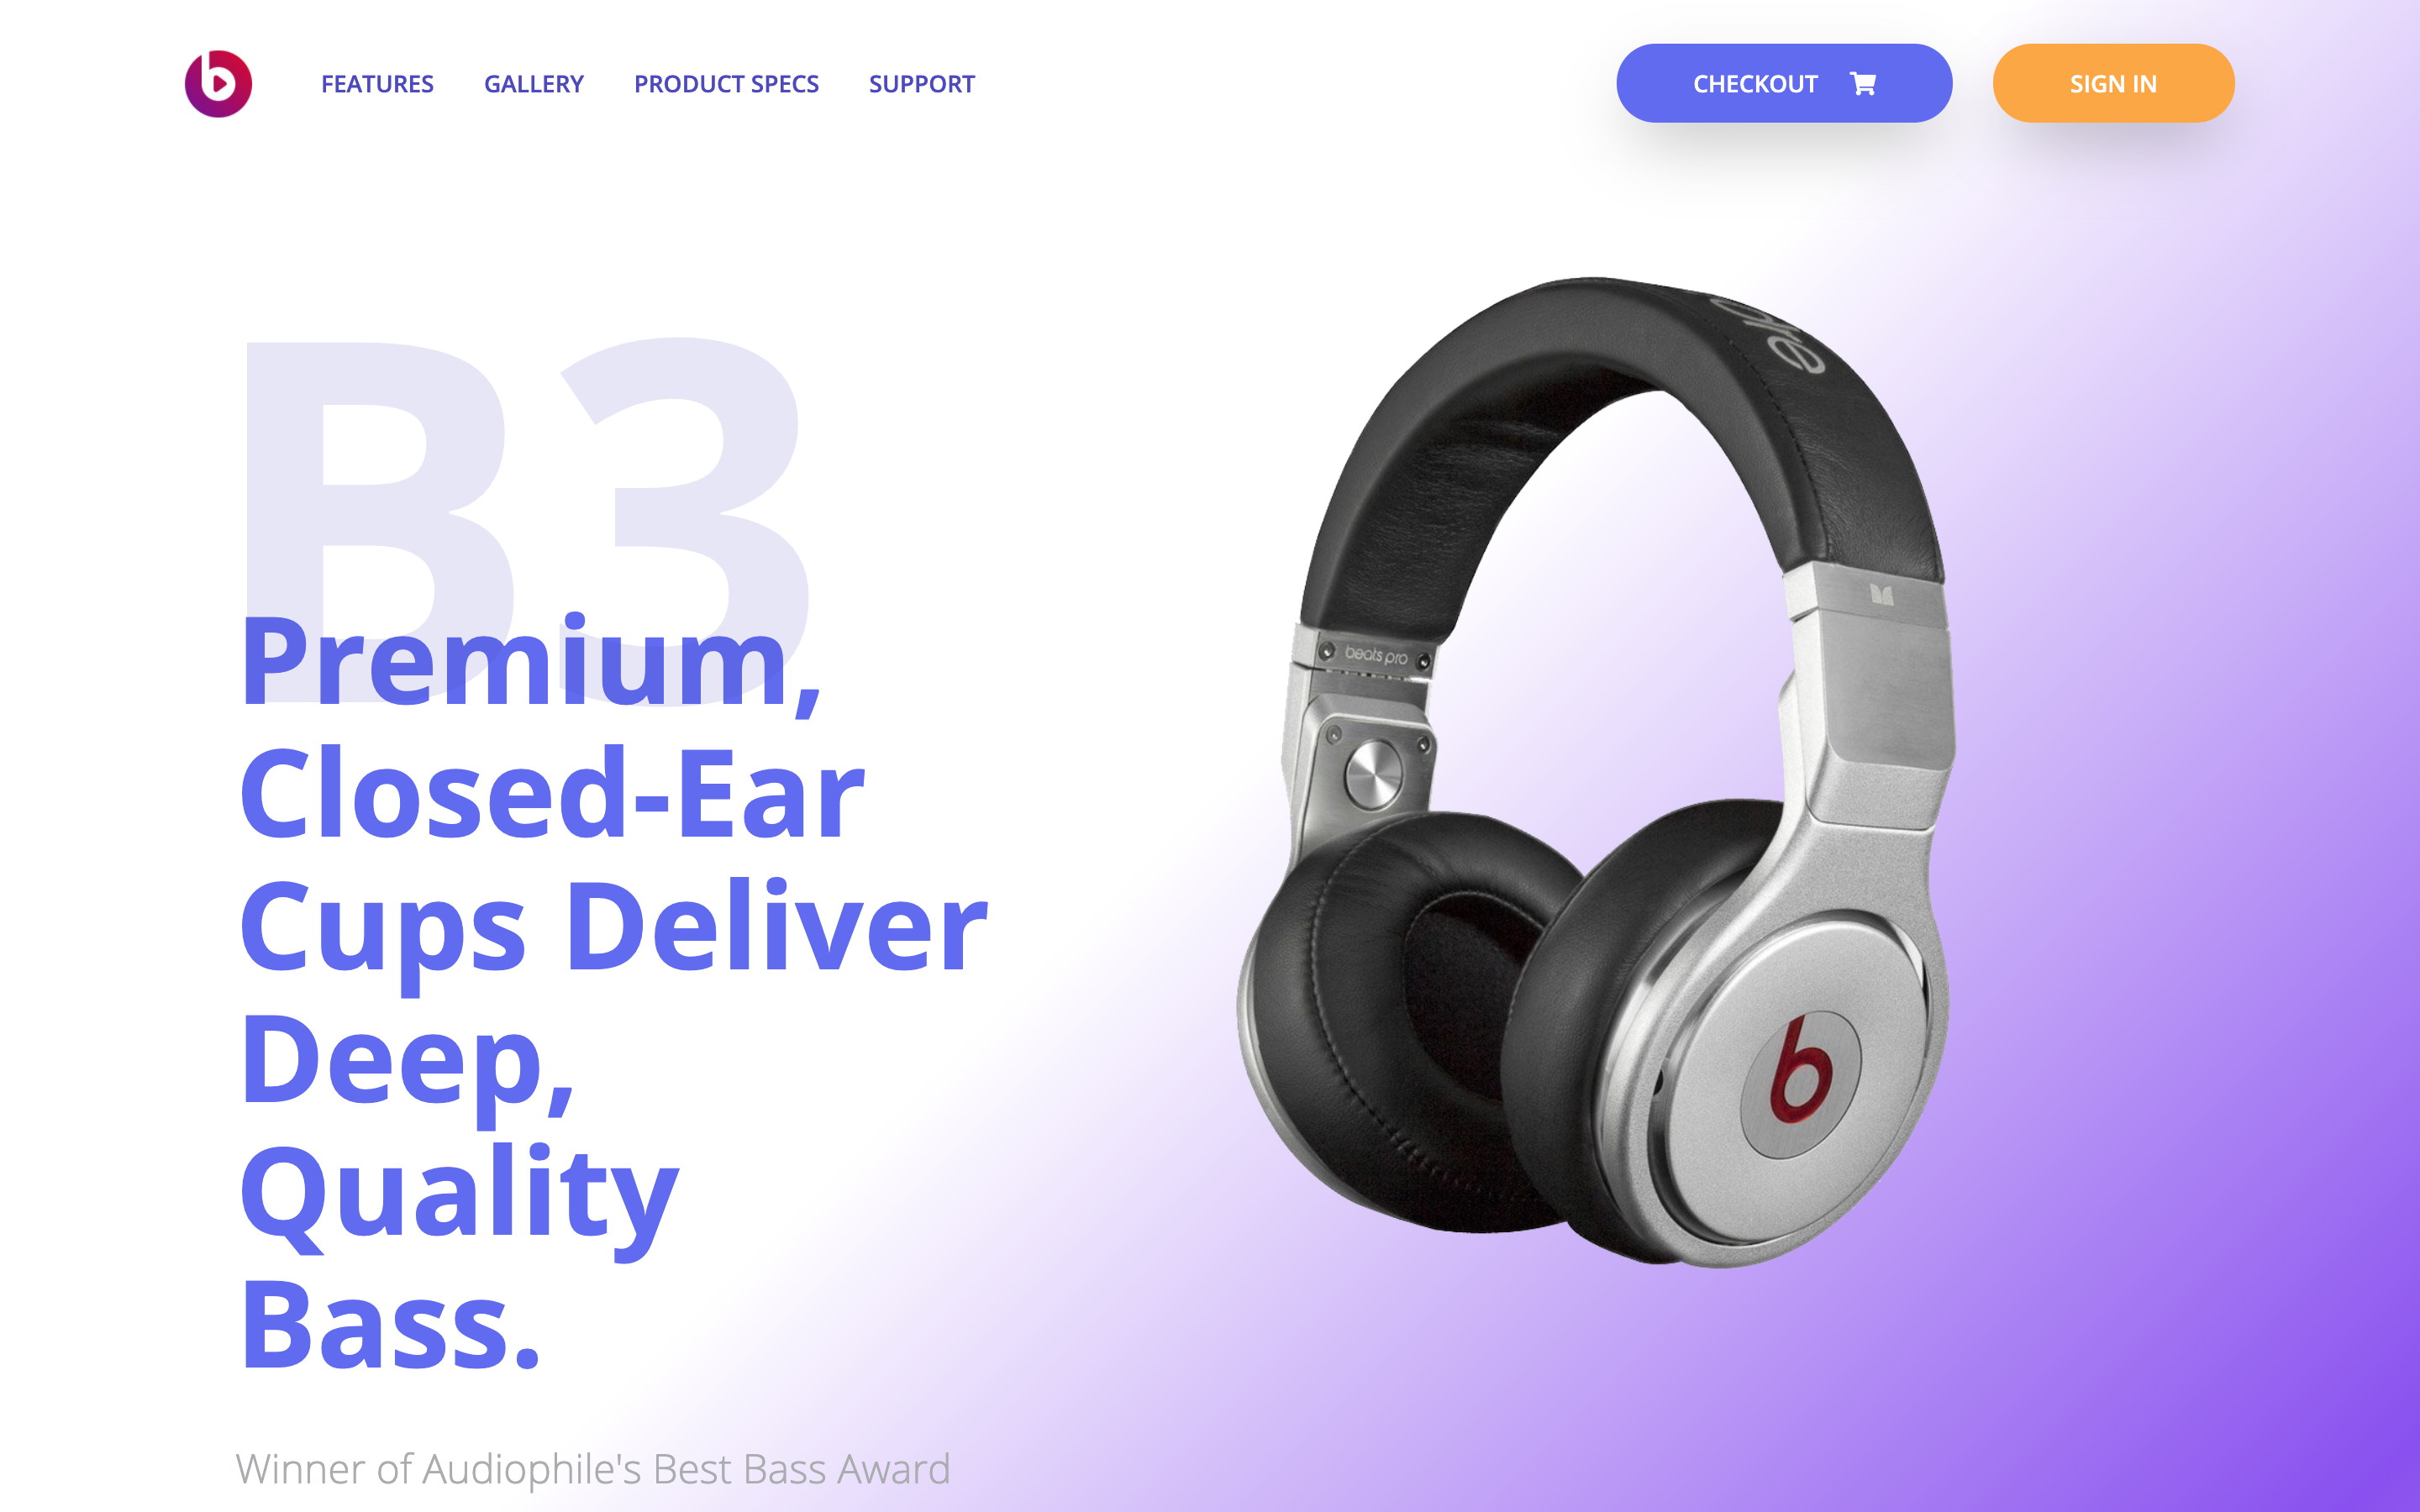 FEATURES GALLERY PRODUCT SPECS SUPPORT CHECKOUT SIGN IN
B3
Premium,
Closed-Ear
Cups Deliver
Deep,
Quality
Bass.
Winner of Audiophile's Best Bass Award
beats pro
b